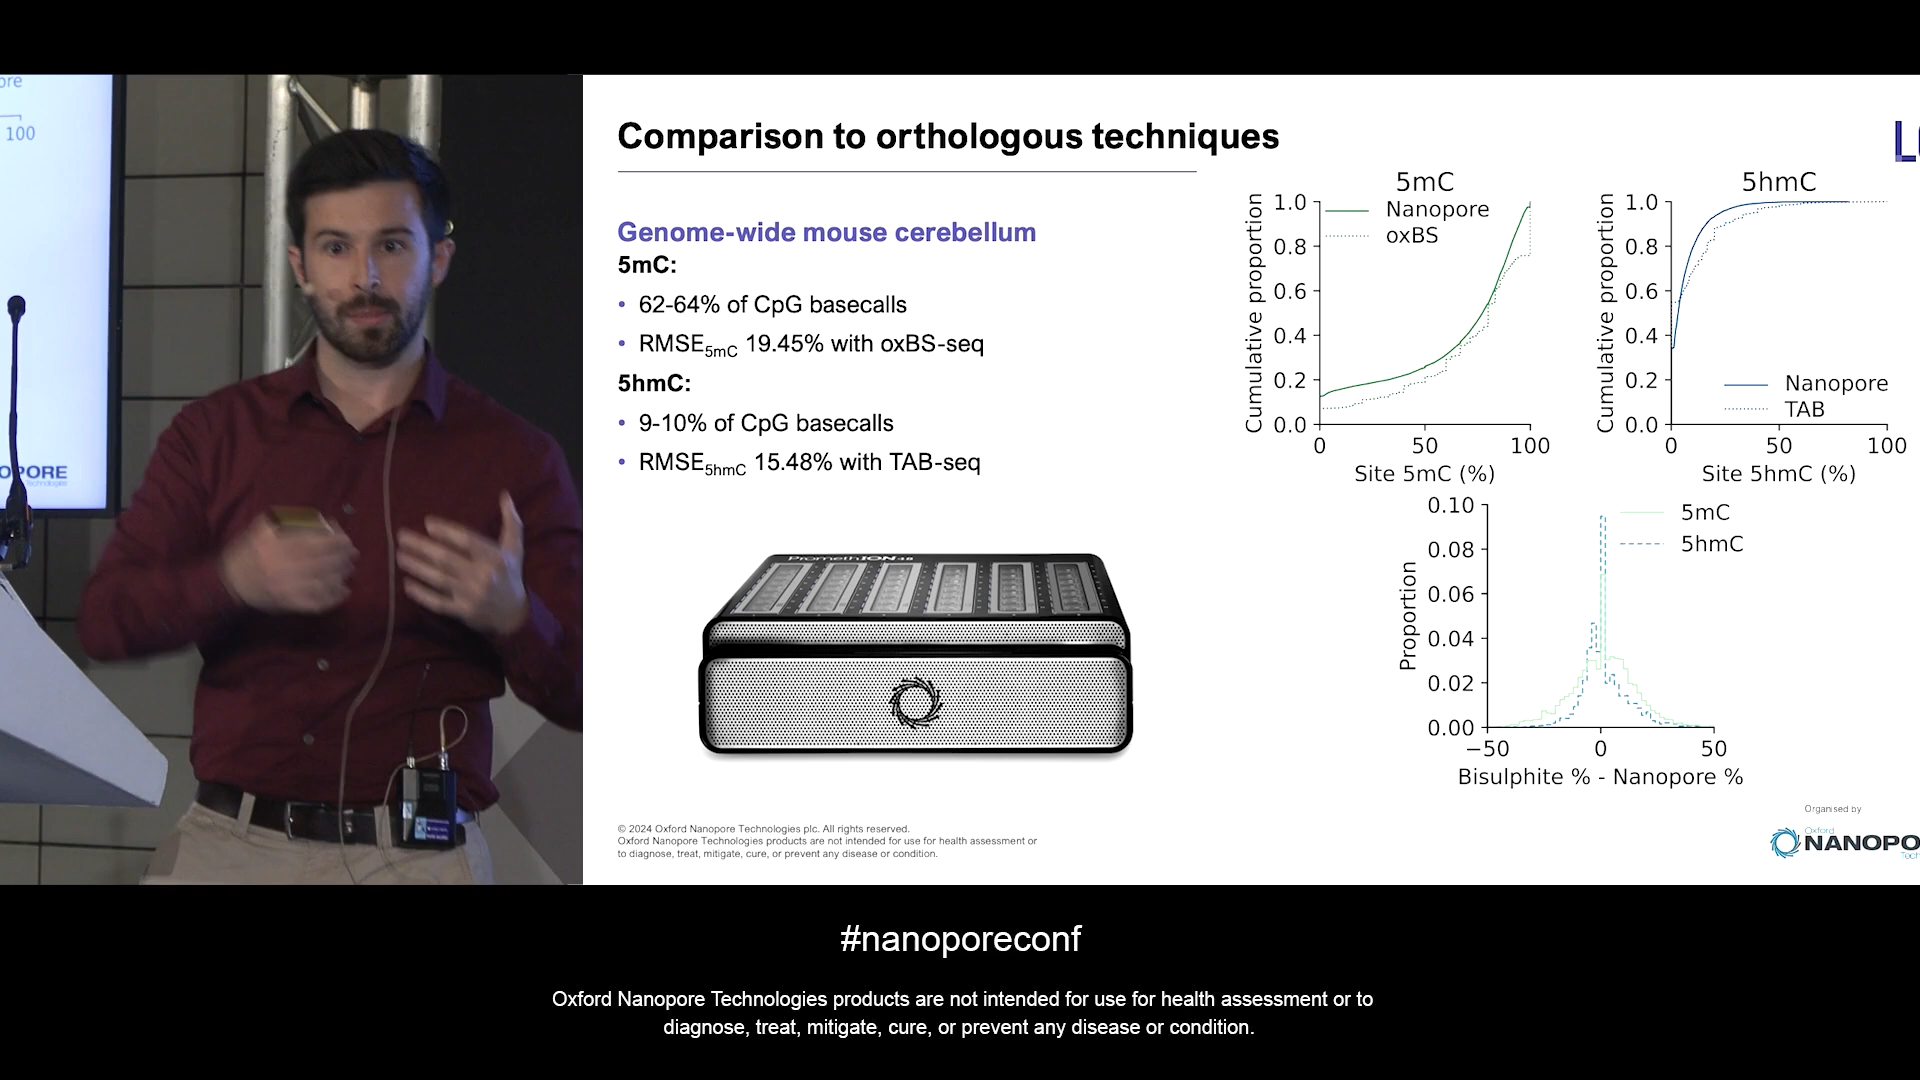 ore
100
OPORE
Comparison to orthologous techniques
Genome-wide mouse cerebellum
5mC:
• 62-64% of CpG basecalls
• RMSE5mC 19.45% with oxBS-seq
5hmC:
• 9-10% of CpG basecalls
• RMSE5hmC 15.48% with TAB-seq
5mC
Nanopore
oxBS
Cumulative proportion
1.0
0.8
0.6
0.4
0.2
0.0
0 50 100
Site 5mC (%)
5hmC
Nanopore
TAB
Cumulative proportion
1.0
0.8
0.6
0.4
0.2
0.0
0 50 100
Site 5hmC (%)
5mC
5hmC
Proportion
0.10
0.08
0.06
0.04
0.02
0.00
−50 0 50
Bisulphite % - Nanopore %
PromethION
© 2024 Oxford Nanopore Technologies plc. All rights reserved.
Oxford Nanopore Technologies products are not intended for use for health assessment or
to diagnose, treat, mitigate, cure, or prevent any disease or condition.
Organised by
Oxford
NANOPO
Tech
#nanoporeconf
Oxford Nanopore Technologies products are not intended for use for health assessment or to
diagnose, treat, mitigate, cure, or prevent any disease or condition.